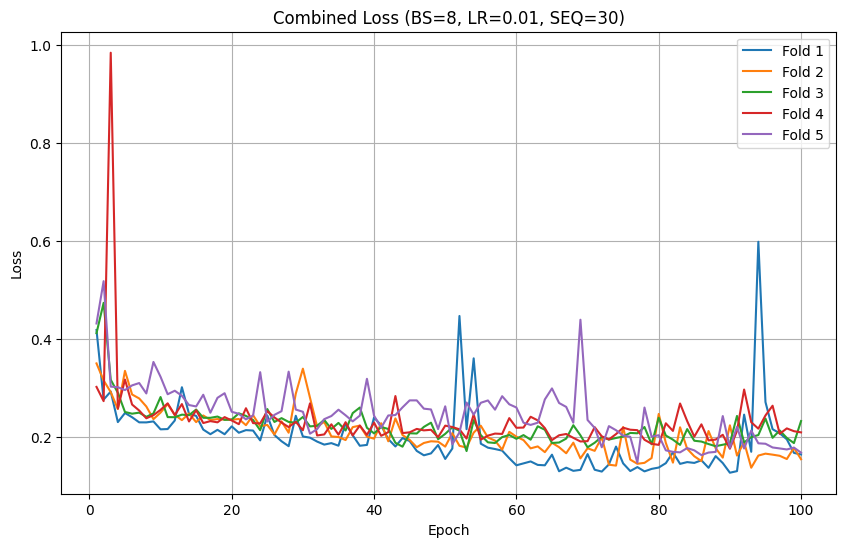 Combined Loss (BS=8, LR=0.01, SEQ=30)
1.0
0.8
0.6
0.4
0.2
Loss
0
20
40
60
80
100
Epoch
Fold 1
Fold 2
Fold 3
Fold 4
Fold 5